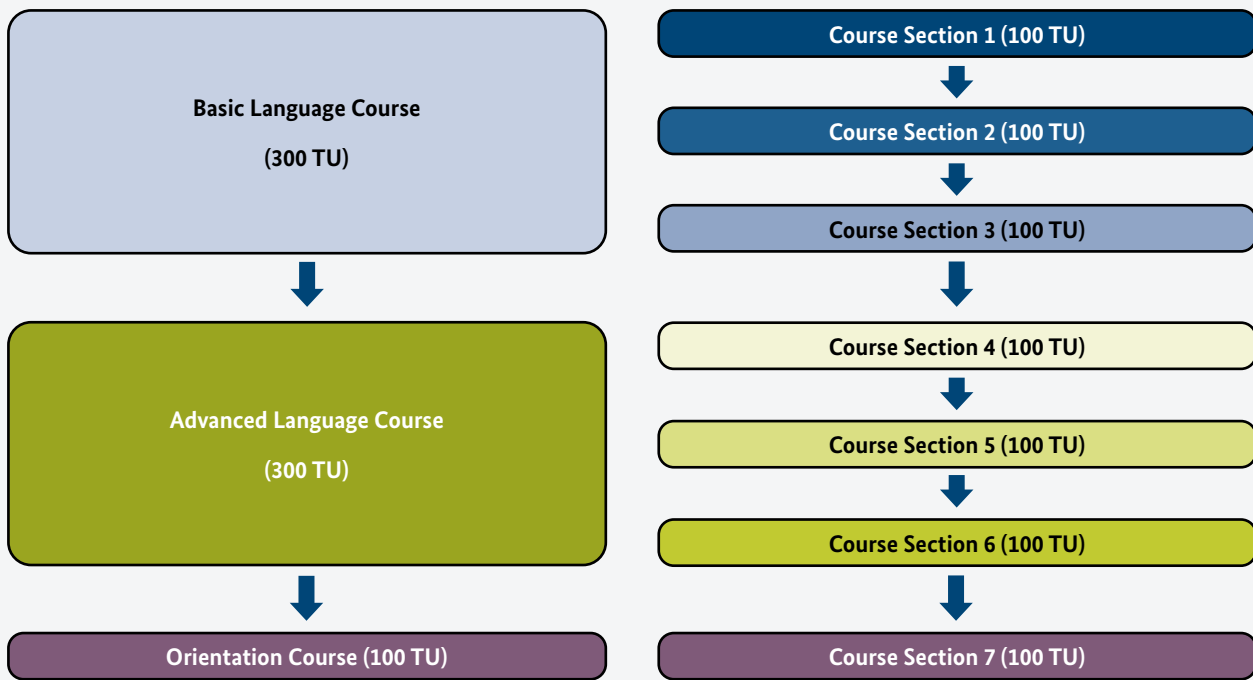 Basic Language Course
(300 TU)
Advanced Language Course
(300 TU)
Orientation Course (100 TU)
Course Section 1 (100 TU)
Course Section 2 (100 TU)
Course Section 3 (100 TU)
Course Section 4 (100 TU)
Course Section 5 (100 TU)
Course Section 6 (100 TU)
Course Section 7 (100 TU)